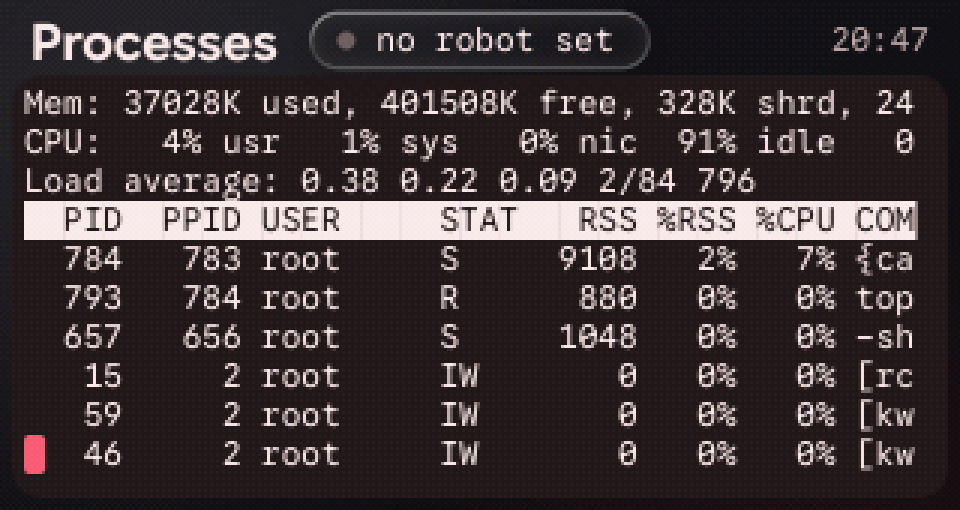 Processes no robot set 20:47
Mem: 37028K used, 401508K free, 328K shrd, 24
CPU: 4% usr 1% sys 0% nic 91% idle 0
Load average: 0.38 0.22 0.09 2/84 796
PID PPID USER STAT RSS %RSS %CPU COM
784 783 root S 9108 2% 7% {ca
793 784 root R 880 0% 0% top
657 656 root S 1048 0% 0% -sh
15 2 root IW 0 0% 0% [rc
59 2 root IW 0 0% 0% [kw
46 2 root IW 0 0% 0% [kw